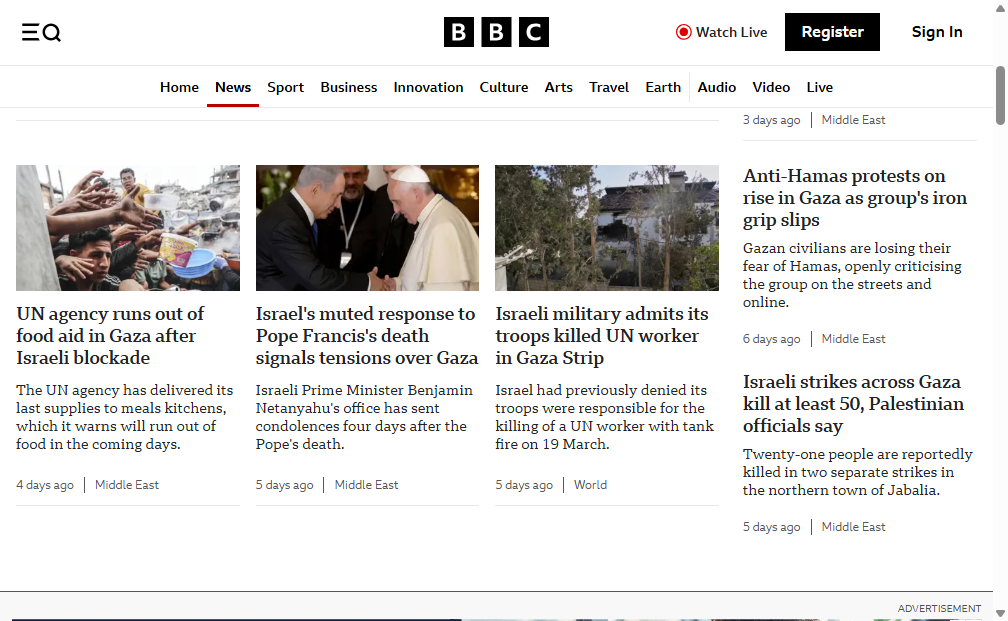 BBC
Watch Live
Register
Sign In
Home
News
Sport
Business
Innovation
Culture
Arts
Travel
Earth
Audio
Video
Live
UN agency runs out of
food aid in Gaza after
Israeli blockade
The UN agency has delivered its
last supplies to meals kitchens,
which it warns will run out of
food in the coming days.
4 days ago | Middle East
Israel's muted response to
Pope Francis's death
signals tensions over Gaza
Israeli Prime Minister Benjamin
Netanyahu's office has sent
condolences four days after the
Pope's death.
5 days ago | Middle East
Israeli military admits its
troops killed UN worker
in Gaza Strip
Israel had previously denied its
troops were responsible for the
killing of a UN worker with tank
fire on 19 March.
5 days ago | World
3 days ago | Middle East
Anti-Hamas protests on
rise in Gaza as group's iron
grip slips
Gazan civilians are losing their
fear of Hamas, openly criticising
the group on the streets and
online.
6 days ago | Middle East
Israeli strikes across Gaza
kill at least 50, Palestinian
officials say
Twenty-one people are reportedly
killed in two separate strikes in
the northern town of Jabalia.
5 days ago | Middle East
ADVERTISEMENT